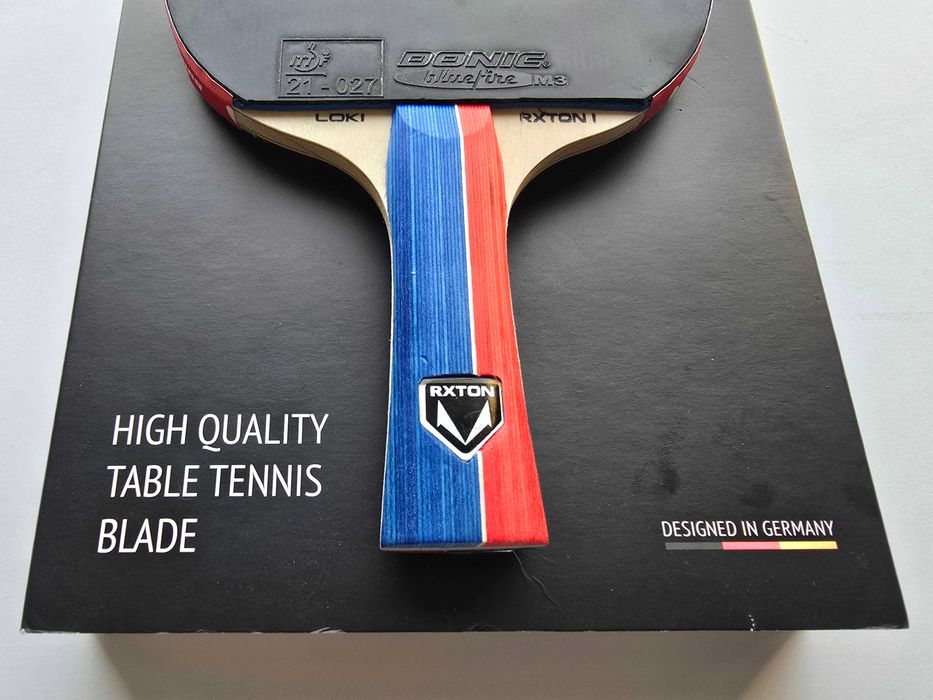 ITTF
21-027
DONIC®
bluefire M3
LOKI
RXTON I
RXTON
HIGH QUALITY
TABLE TENNIS
BLADE
DESIGNED IN GERMANY